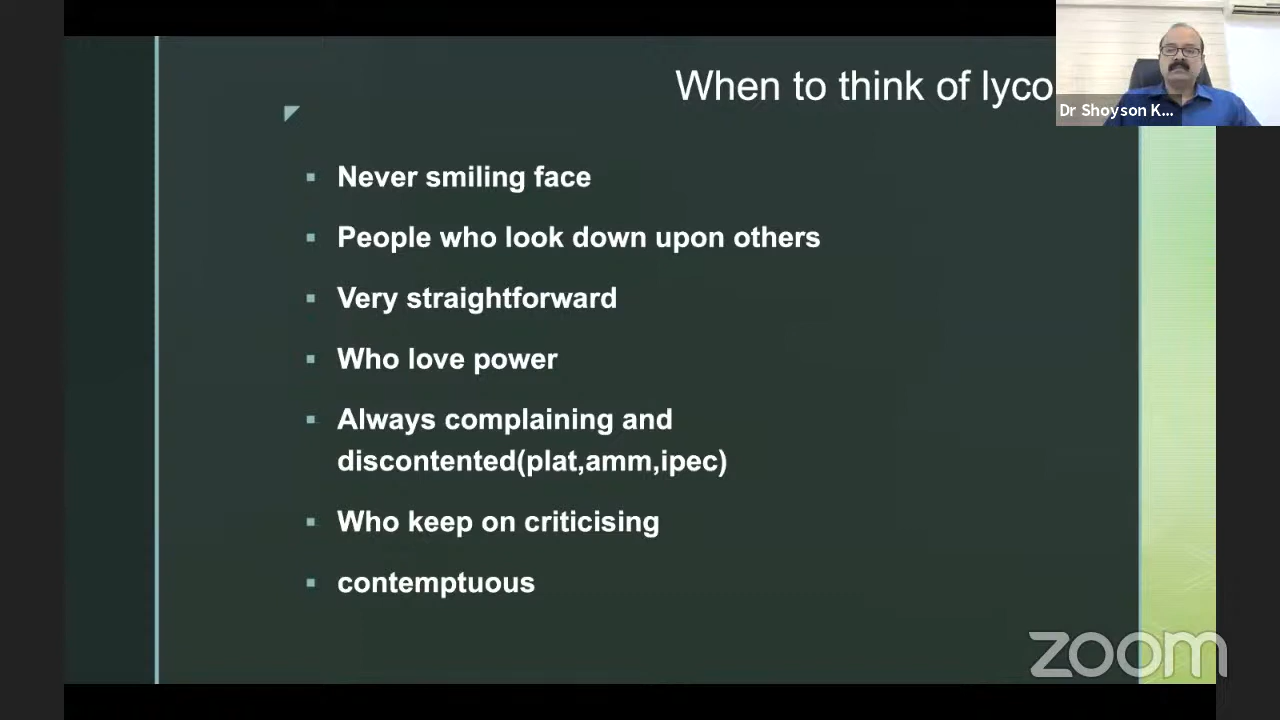 When to think of lyco
Dr Shoyson K...
Never smiling face
People who look down upon others
Very straightforward
Who love power
Always complaining and
discontented(plat,amm,ipec)
Who keep on criticising
contemptuous
zoom